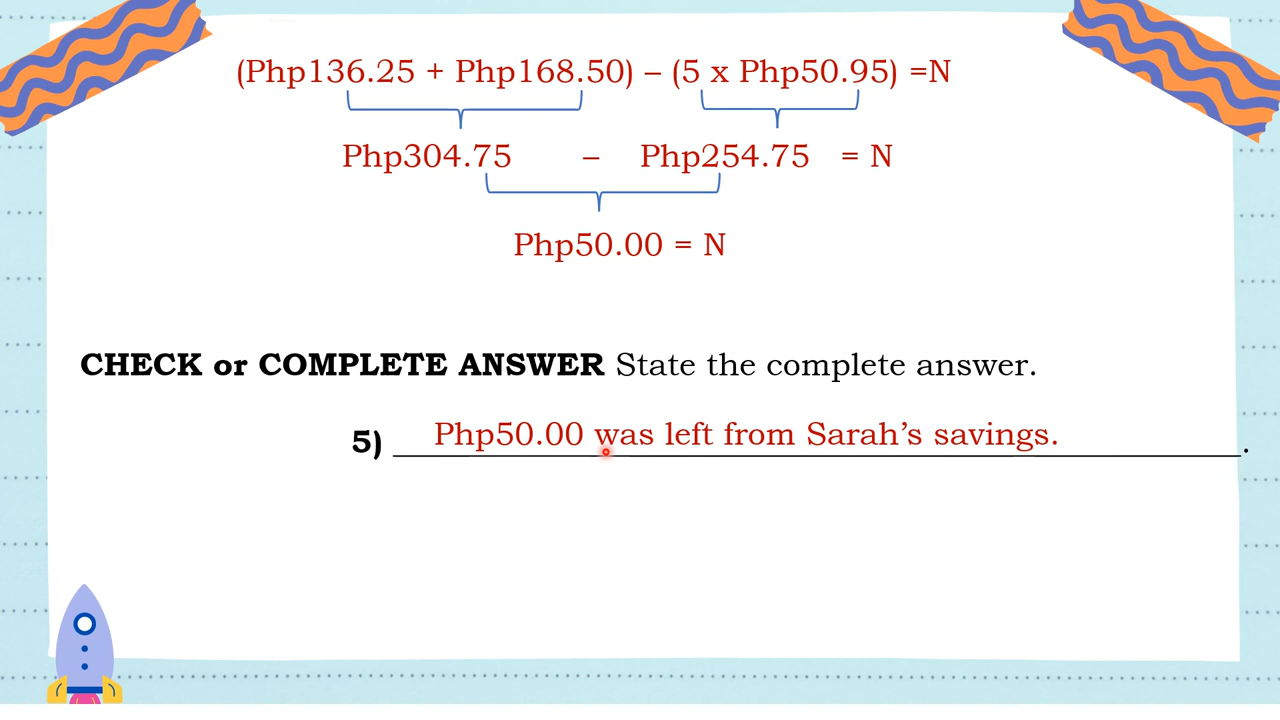 (Php136.25 + Php168.50) – (5 x Php50.95) =N
Php304.75 – Php254.75 = N
Php50.00 = N
CHECK or COMPLETE ANSWER State the complete answer.
5) Php50.00 was left from Sarah’s savings. .